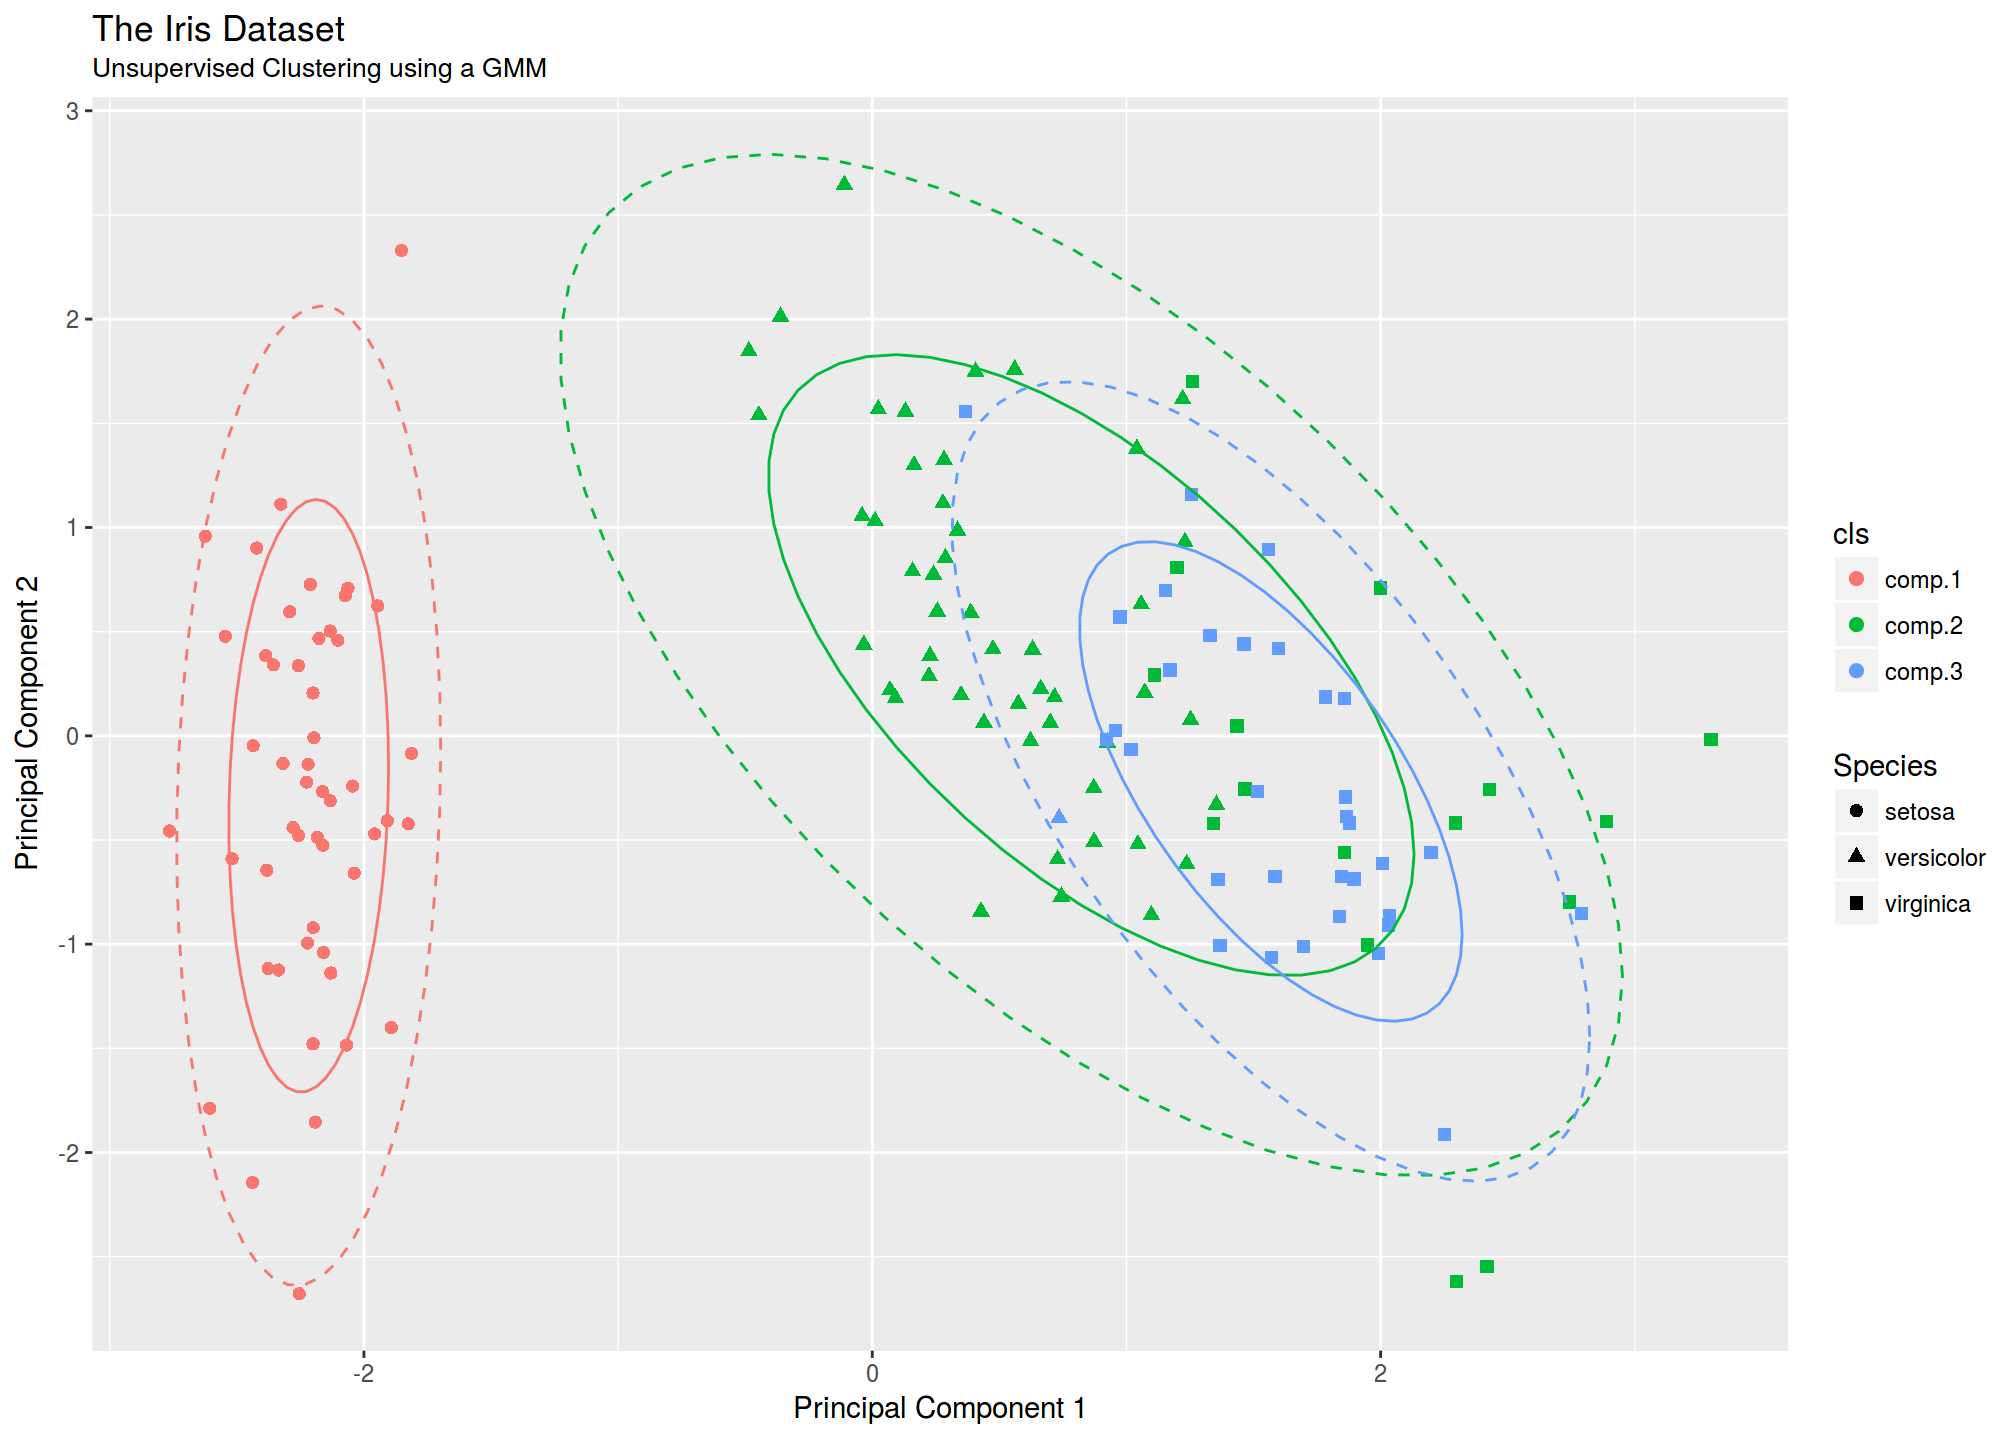 The Iris Dataset
Unsupervised Clustering using a GMM
3
2
1
0
-1
-2
Principal Component 2
-2
0
2
Principal Component 1
cls
comp.1
comp.2
comp.3
Species
setosa
versicolor
virginica